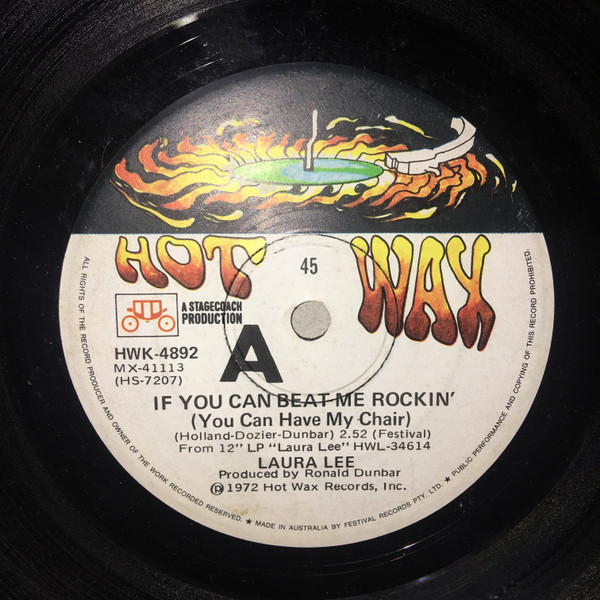 HOT WAX
45
A STAGECOACH
PRODUCTION
A
HWK-4892
MX-41113
(HS-7207)
IF YOU CAN BEAT ME ROCKIN'
(You Can Have My Chair)
(Holland-Dozier-Dunbar) 2.52 (Festival)
From 12" LP "Laura Lee" HWL-34614
LAURA LEE
Produced by Ronald Dunbar
℗ 1972 Hot Wax Records, Inc.
ALL RIGHTS OF THE RECORD PRODUCER AND OWNER OF THE WORK RECORDED RESERVED. ★ MADE IN AUSTRALIA BY FESTIVAL RECORDS PTY. LTD. ★ PUBLIC PERFORMANCE AND COPYING OF THIS RECORD PROHIBITED.